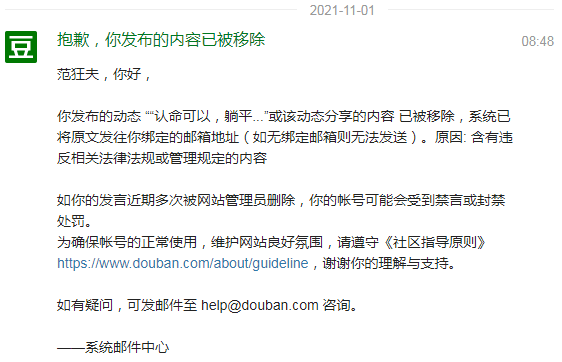 2021-11-01
豆
抱歉，你发布的内容已被移除
08:48
范狂夫，你好，
你发布的动态 ““认命可以，躺平...”或该动态分享的内容 已被移除，系统已
将原文发往你绑定的邮箱地址（如无绑定邮箱则无法发送）。原因: 含有违
反相关法律法规或管理规定的内容
如你的发言近期多次被网站管理员删除，你的帐号可能会受到禁言或封禁
处罚。
为确保帐号的正常使用，维护网站良好氛围，请遵守《社区指导原则》
https://www.douban.com/about/guideline，谢谢你的理解与支持。
如有疑问，可发邮件至 help@douban.com 咨询。
——系统邮件中心